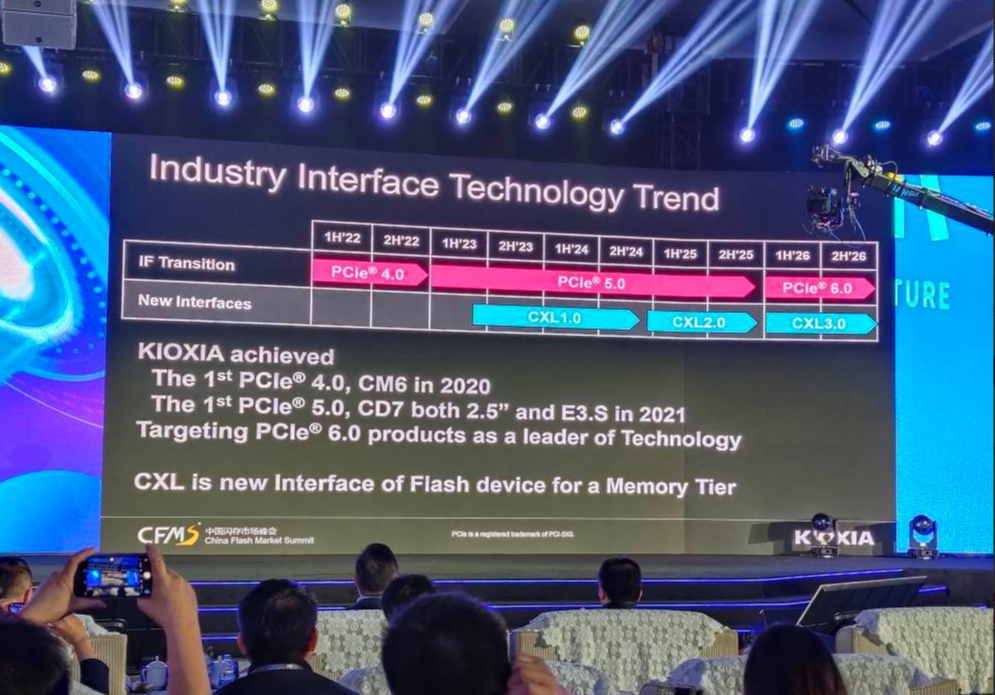 Industry Interface Technology Trend
1H'22 2H'22 1H'23 2H'23 1H'24 2H'24 1H'25 2H'25 1H'26 2H'26
IF Transition PCIe® 4.0 PCIe® 5.0 PCIe® 6.0
New Interfaces CXL1.0 CXL2.0 CXL3.0
TURE
KIOXIA achieved
The 1st PCIe® 4.0, CM6 in 2020
The 1st PCIe® 5.0, CD7 both 2.5” and E3.S in 2021
Targeting PCIe® 6.0 products as a leader of Technology
CXL is new Interface of Flash device for a Memory Tier
CFMS 中国闪存市场峰会
China Flash Market Summit
PCIe is a registered trademark of PCI-SIG.
KIOXIA